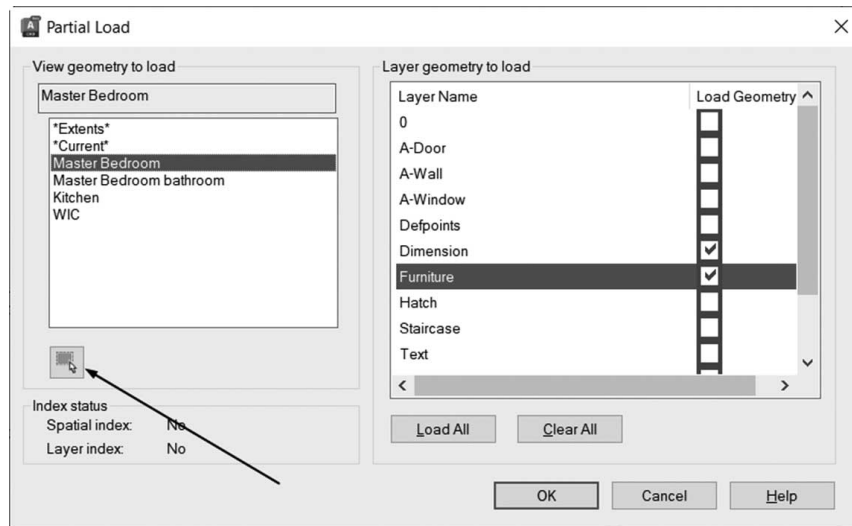 Partial Load
View geometry to load
Master Bedroom
*Extents*
*Current*
Master Bedroom
Master Bedroom bathroom
Kitchen
WIC
Index status
Spatial index: No
Layer index: No
Layer geometry to load
Layer Name Load Geometry
0
A-Door
A-Wall
A-Window
Defpoints
Dimension
Furniture
Hatch
Staircase
Text
Load All Clear All
OK Cancel Help